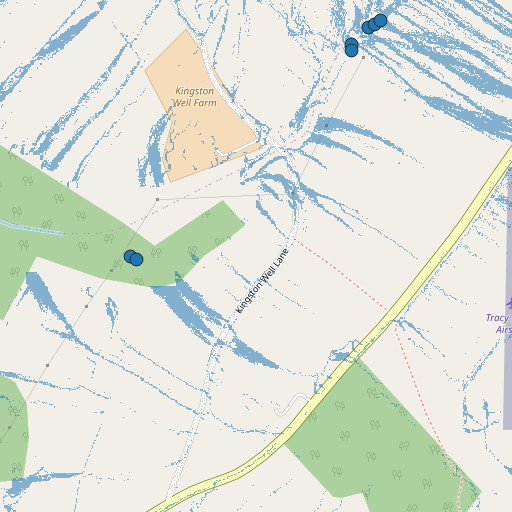 Kingston
Well Farm
Kingston Well Lane
Tracy
Airs